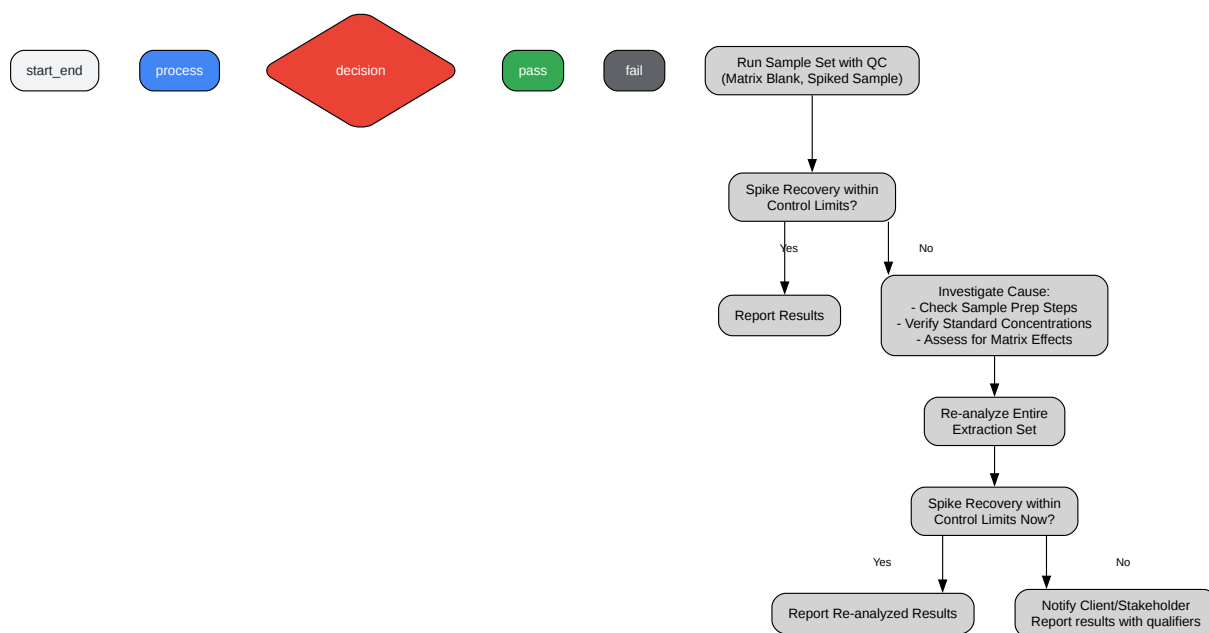 start_end
process
decision
pass
fail
Run Sample Set with QC
(Matrix Blank, Spiked Sample)
Spike Recovery within
Control Limits?
Yes
No
Report Results
Investigate Cause:
- Check Sample Prep Steps
- Verify Standard Concentrations
- Assess for Matrix Effects
Re-analyze Entire
Extraction Set
Spike Recovery within
Control Limits Now?
Yes
No
Report Re-analyzed Results
Notify Client/Stakeholder
Report results with qualifiers